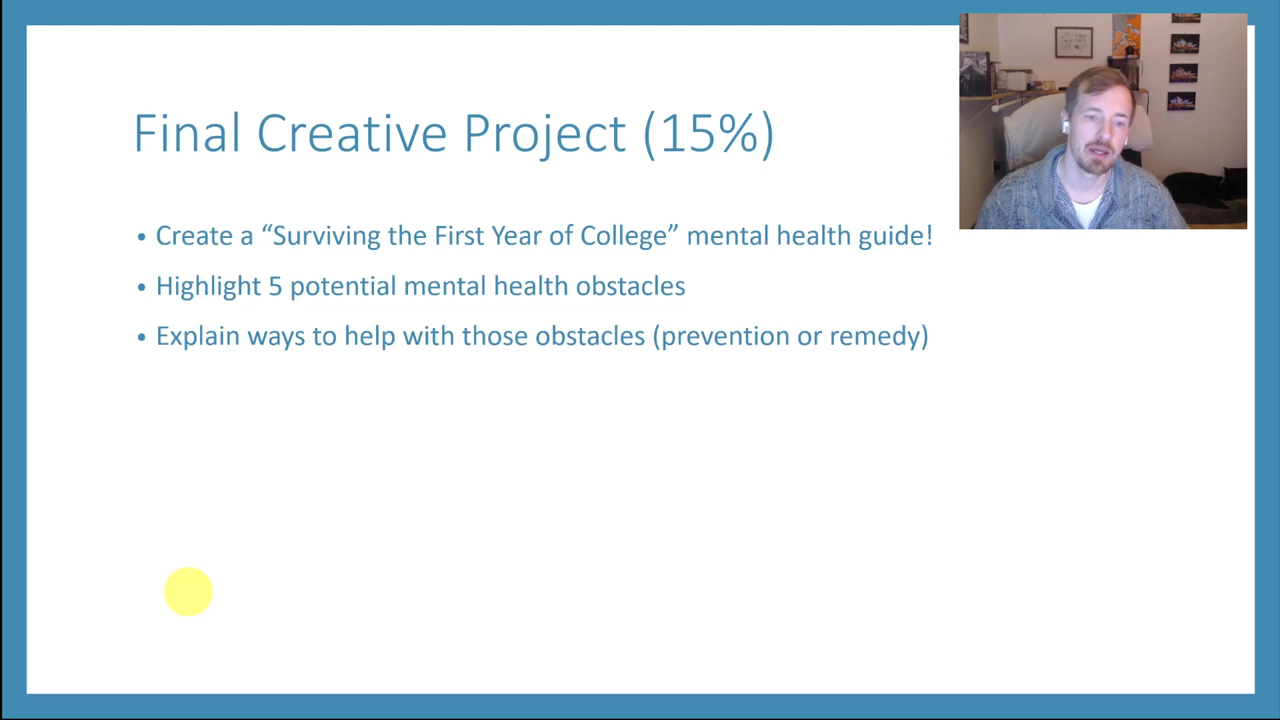 Final Creative Project (15%)
• Create a “Surviving the First Year of College” mental health guide!
• Highlight 5 potential mental health obstacles
• Explain ways to help with those obstacles (prevention or remedy)